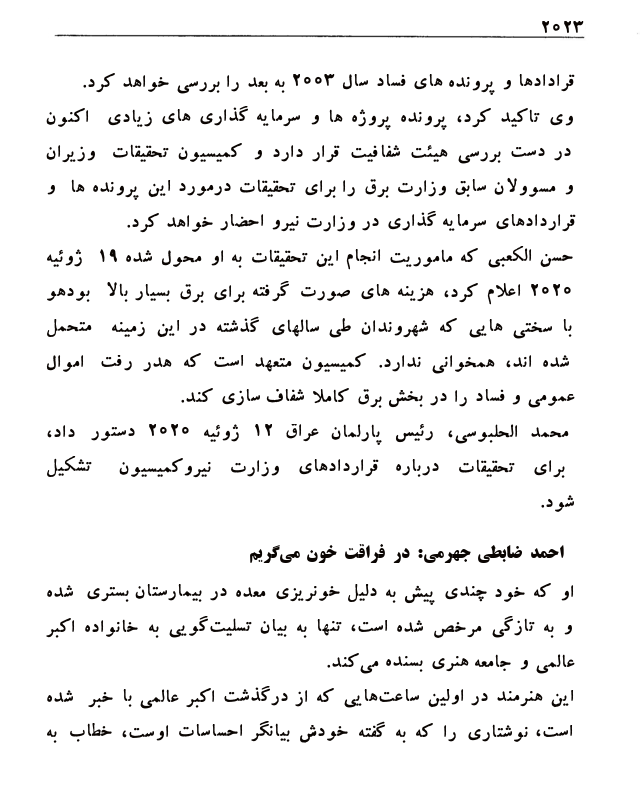 ۲۰۲۳
قرادادها و پرونده های فساد سال ۲۰۰۳ به بعد را بررسی خواهد کرد.
وی تاکید کرد، پرونده پروژه ها و سرمایه گذاری های زیادی اکنون
در دست بررسی هیئت شفافیت قرار دارد و کمیسیون تحقیقات وزیران
و مسوولان سابق وزارت برق را برای تحقیقات درمورد این پرونده ها و
قراردادهای سرمایه گذاری در وزارت نیرو احضار خواهد کرد.
حسن الکعبی که ماموریت انجام این تحقیقات به او محول شده ۱۹ ژوئیه
۲۰۲۰ اعلام کرد، هزینه های صورت گرفته برای برق بسیار بالا بودهو
با سختی هایی که شهروندان طی سالهای گذشته در این زمینه متحمل
شده اند، همخوانی ندارد. کمیسیون متعهد است که هدر رفت اموال
عمومی و فساد را در بخش برق کاملا شفاف سازی کند.
محمد الحلبوسی، رئیس پارلمان عراق ۱۲ ژوئیه ۲۰۲۰ دستور داد،
برای تحقیقات درباره قراردادهای وزارت نیروکمیسیون تشکیل
شود.
احمد ضابطی جهرمی: در فراقت خون می‌گریم
او که خود چندی پیش به دلیل خونریزی معده در بیمارستان بستری شده
و به تازگی مرخص شده است، تنها به بیان تسلیت‌گویی به خانواده اکبر
عالمی و جامعه هنری بسنده می‌کند.
این هنرمند در اولین ساعت‌هایی که از درگذشت اکبر عالمی با خبر شده
است، نوشتاری را که به گفته خودش بیانگر احساسات اوست، خطاب به